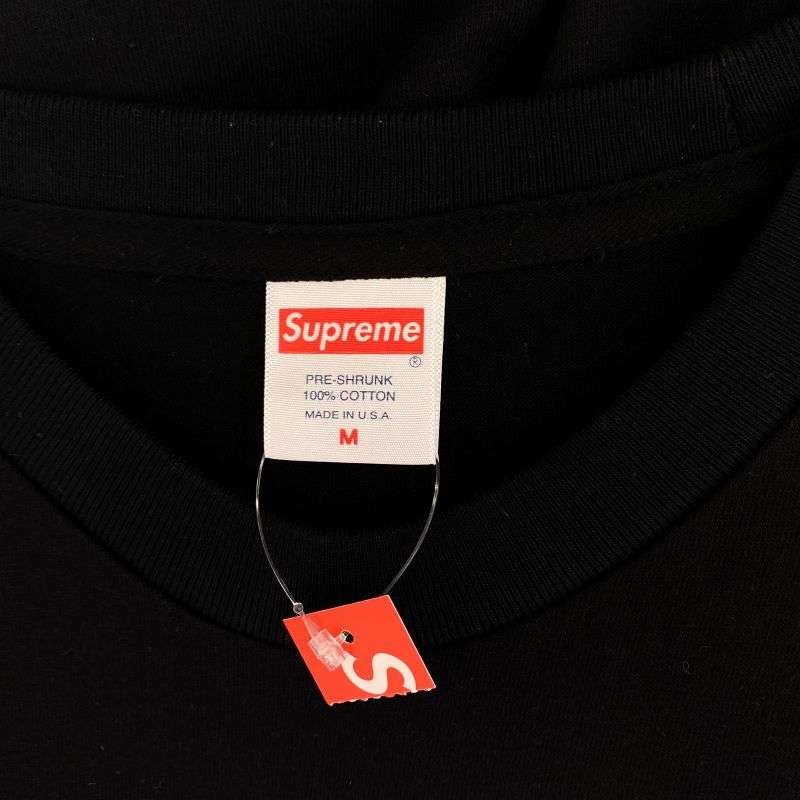 Supreme
®
PRE-SHRUNK
100% COTTON
MADE IN U.S.A.
M
S